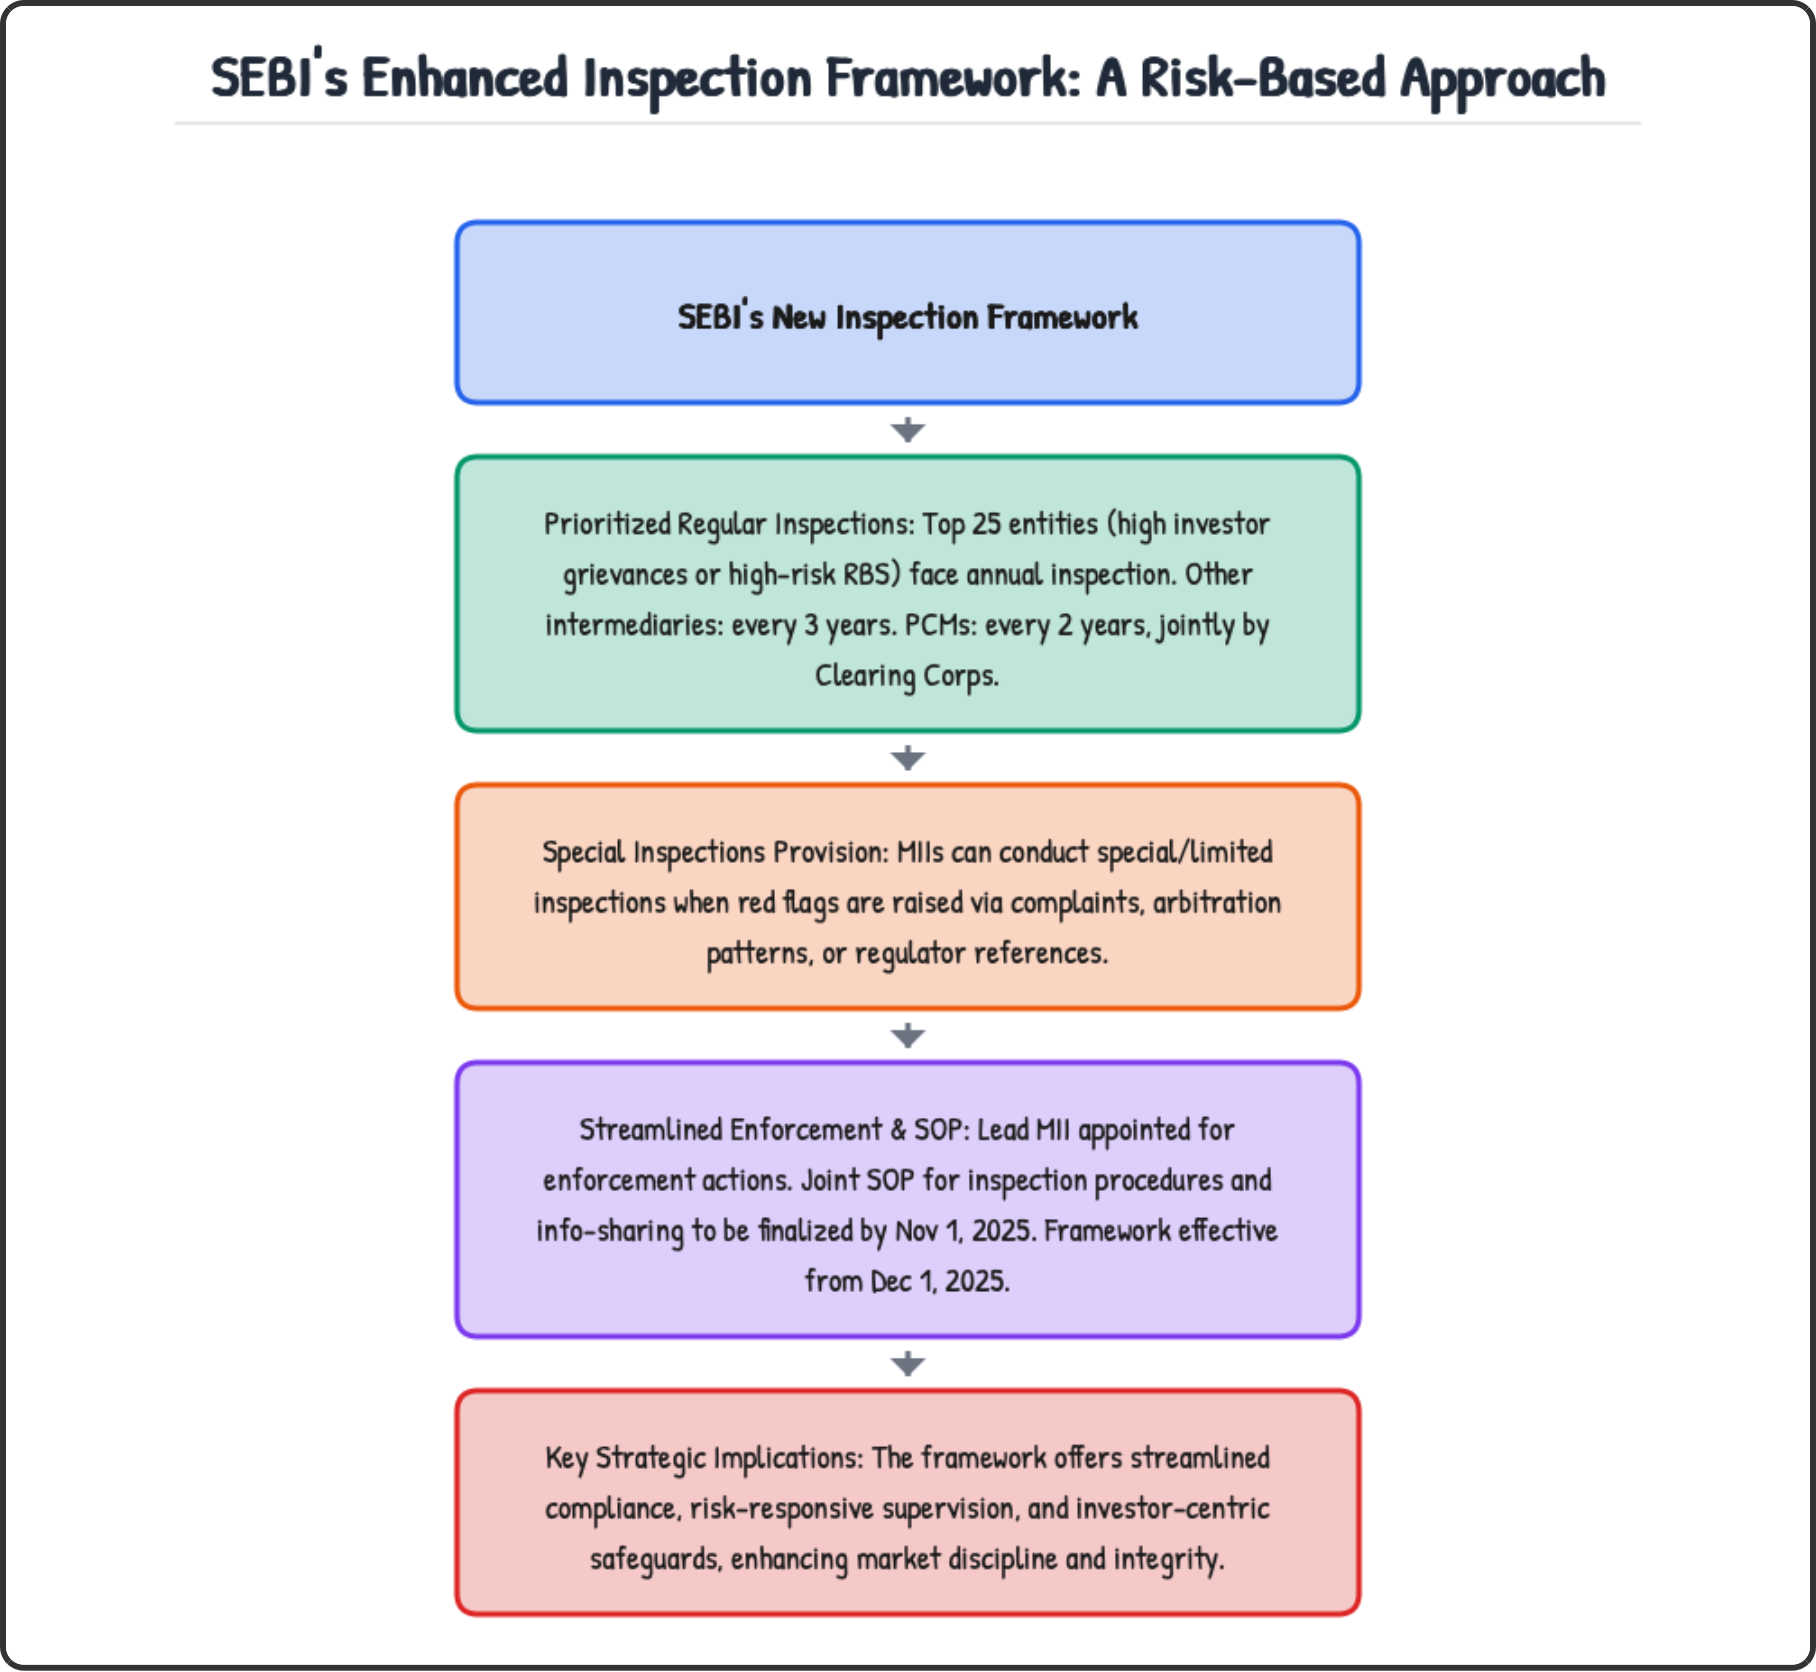 SEBI's Enhanced Inspection Framework: A Risk-Based Approach
SEBI's New Inspection Framework
Prioritized Regular Inspections: Top 25 entities (high investor
grievances or high-risk RBS) face annual inspection. Other
intermediaries: every 3 years. PCMs: every 2 years, jointly by
Clearing Corps.
Special Inspections Provision: MIIs can conduct special/limited
inspections when red flags are raised via complaints, arbitration
patterns, or regulator references.
Streamlined Enforcement & SOP: Lead MII appointed for
enforcement actions. Joint SOP for inspection procedures and
info-sharing to be finalized by Nov 1, 2025. Framework effective
from Dec 1, 2025.
Key Strategic Implications: The framework offers streamlined
compliance, risk-responsive supervision, and investor-centric
safeguards, enhancing market discipline and integrity.